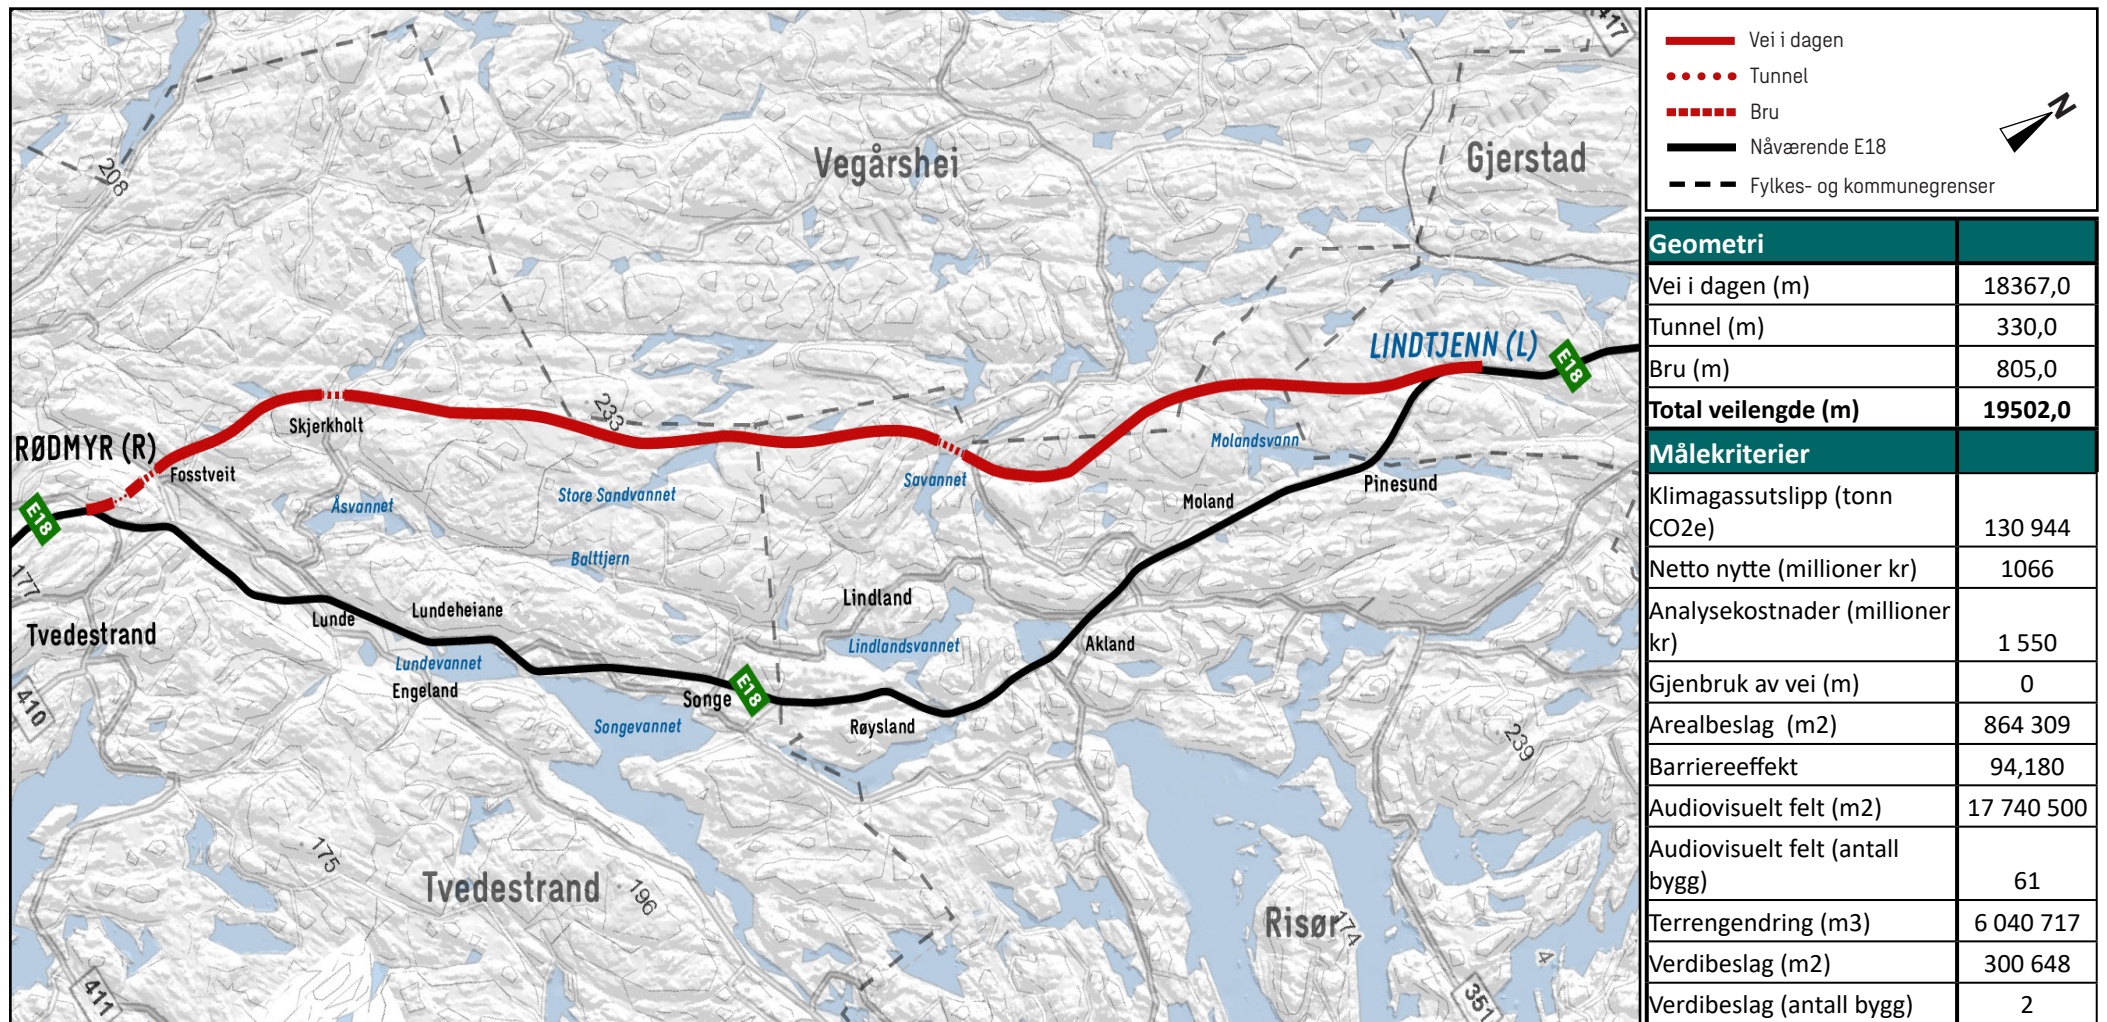 417
Vegårshei
Gjerstad
208
LINDTJENN (L)
E18
233
Skjerkholt
RØDMYR (R)
Fosstveit
Molandsvann
Savannet
Store Sandvannet
Pinesund
Moland
Åsvannet
E18
Balttjern
177
Lindland
Lundeheiane
Lunde
Tvedestrand
Lindlandsvannet
Akland
Lundevannet
Engeland
E18
Songe
410
Songevannet
Røysland
239
175
Tvedestrand
196
Risør
174
4
411
351
Vei i dagen
Tunnel
Bru
Nåværende E18
Fylkes- og kommunegrenser
N
Geometri
Vei i dagen (m) 18367,0
Tunnel (m) 330,0
Bru (m) 805,0
Total veilengde (m) 19502,0
Målekriterier
Klimagassutslipp (tonn
CO2e) 130 944
Netto nytte (millioner kr) 1066
Analysekostnader (millioner
kr) 1 550
Gjenbruk av vei (m) 0
Arealbeslag (m2) 864 309
Barriereeffekt 94,180
Audiovisuelt felt (m2) 17 740 500
Audiovisuelt felt (antall
bygg) 61
Terrengendring (m3) 6 040 717
Verdibeslag (m2) 300 648
Verdibeslag (antall bygg) 2